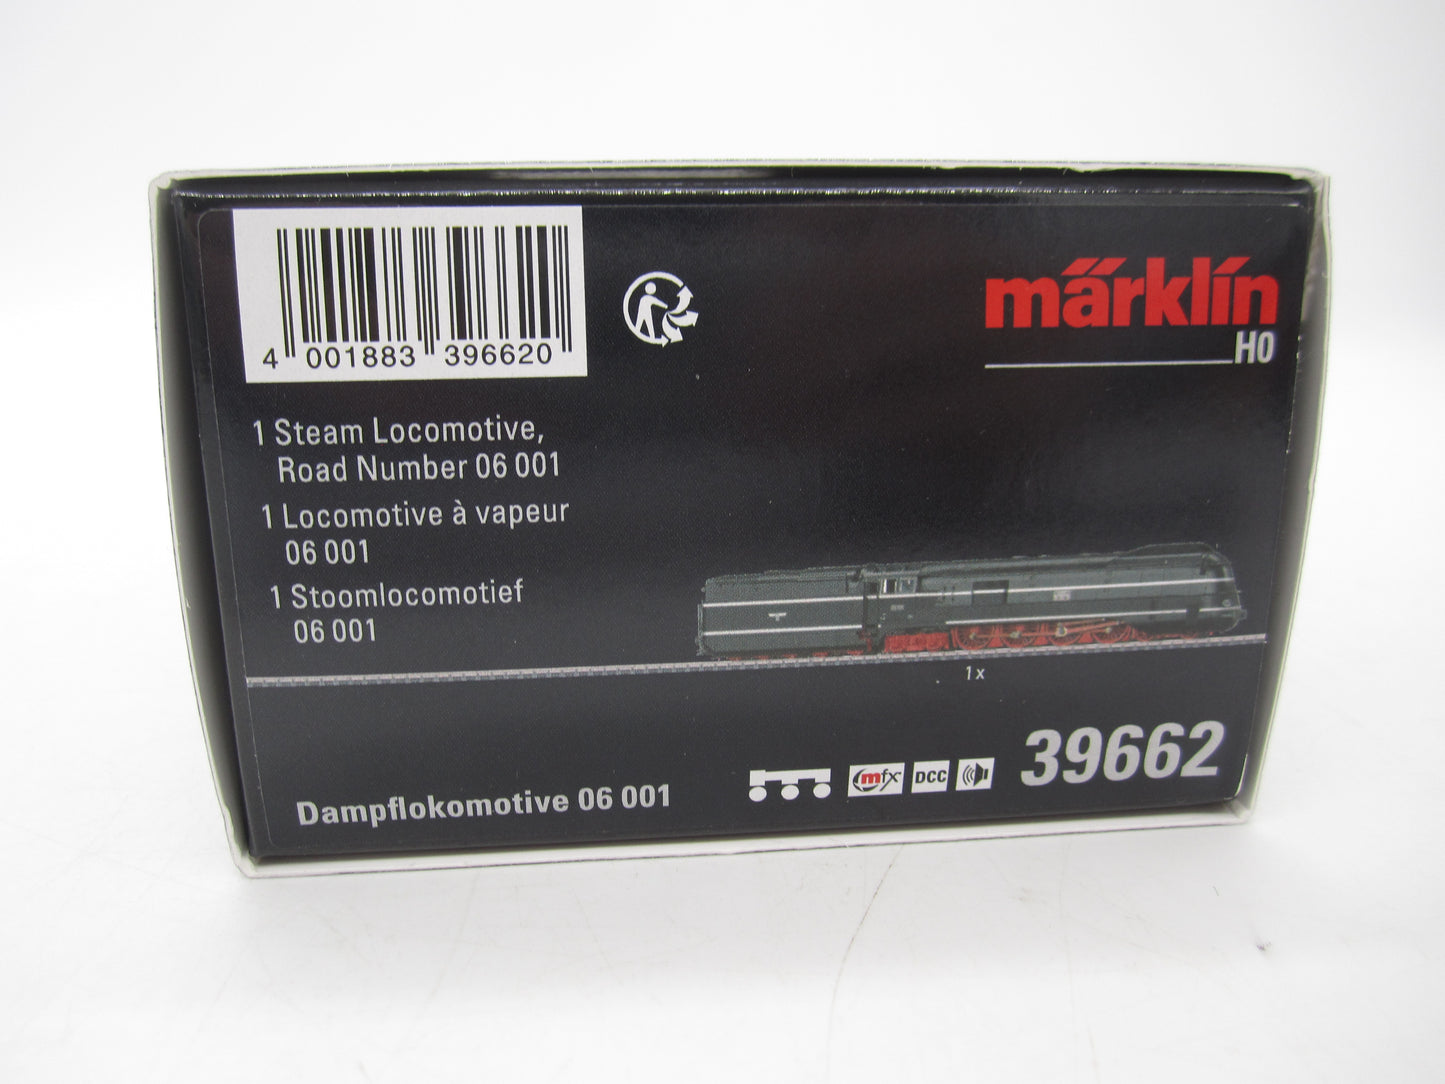 4 001883 396620
märklín
H0
1 Steam Locomotive,
Road Number 06 001
1 Locomotive à vapeur
06 001
1 Stoomlocomotief
06 001
1x
Dampflokomotive 06 001
mfx
DCC
39662